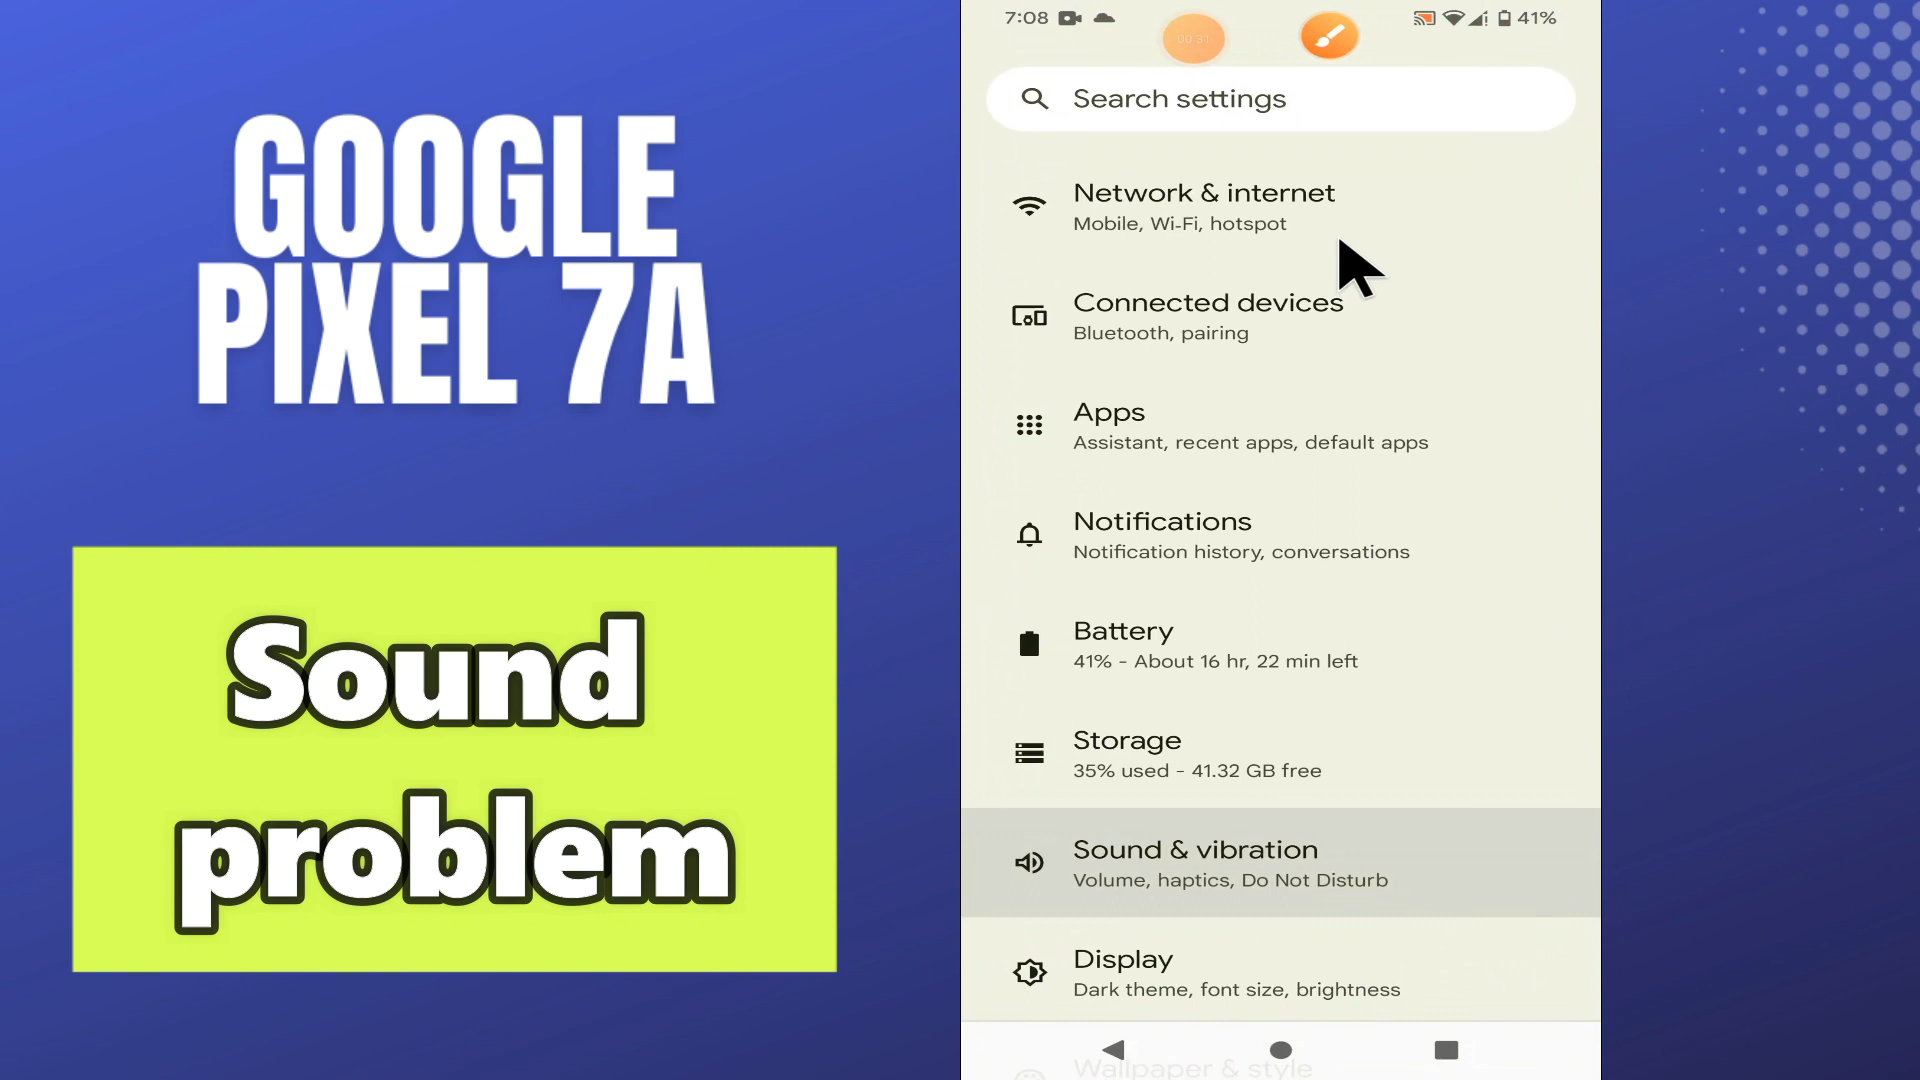 GOOGLE
PIXEL 7A
Sound
problem
7:08
00:31
41%
Search settings
Network & internet
Mobile, Wi-Fi, hotspot
Connected devices
Bluetooth, pairing
Apps
Assistant, recent apps, default apps
Notifications
Notification history, conversations
Battery
41% - About 16 hr, 22 min left
Storage
35% used - 41.32 GB free
Sound & vibration
Volume, haptics, Do Not Disturb
Display
Dark theme, font size, brightness
Wallpaper & style